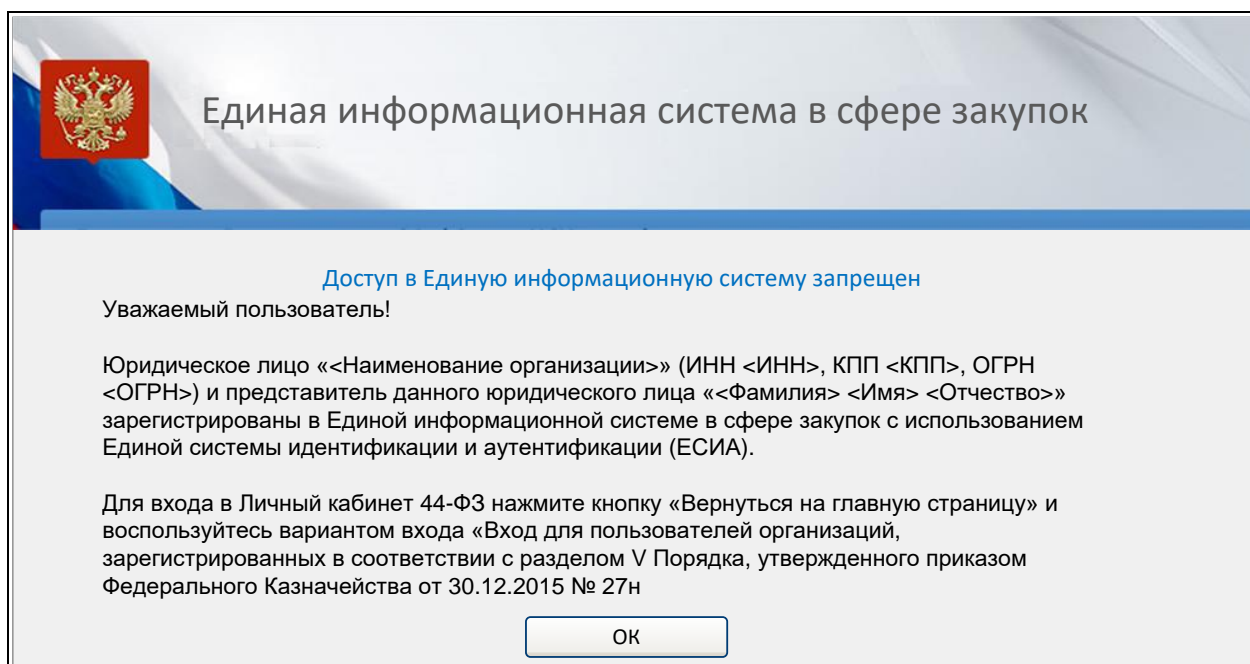 Единая информационная система в сфере закупок
Доступ в Единую информационную систему запрещен
Уважаемый пользователь!
Юридическое лицо «<Наименование организации>» (ИНН <ИНН>, КПП <КПП>, ОГРН
<ОГРН>) и представитель данного юридического лица «<Фамилия> <Имя> <Отчество>»
зарегистрированы в Единой информационной системе в сфере закупок с использованием
Единой системы идентификации и аутентификации (ЕСИА).
Для входа в Личный кабинет 44-ФЗ нажмите кнопку «Вернуться на главную страницу» и
воспользуйтесь вариантом входа «Вход для пользователей организаций,
зарегистрированных в соответствии с разделом V Порядка, утвержденного приказом
Федерального Казначейства от 30.12.2015 № 27н
ОК